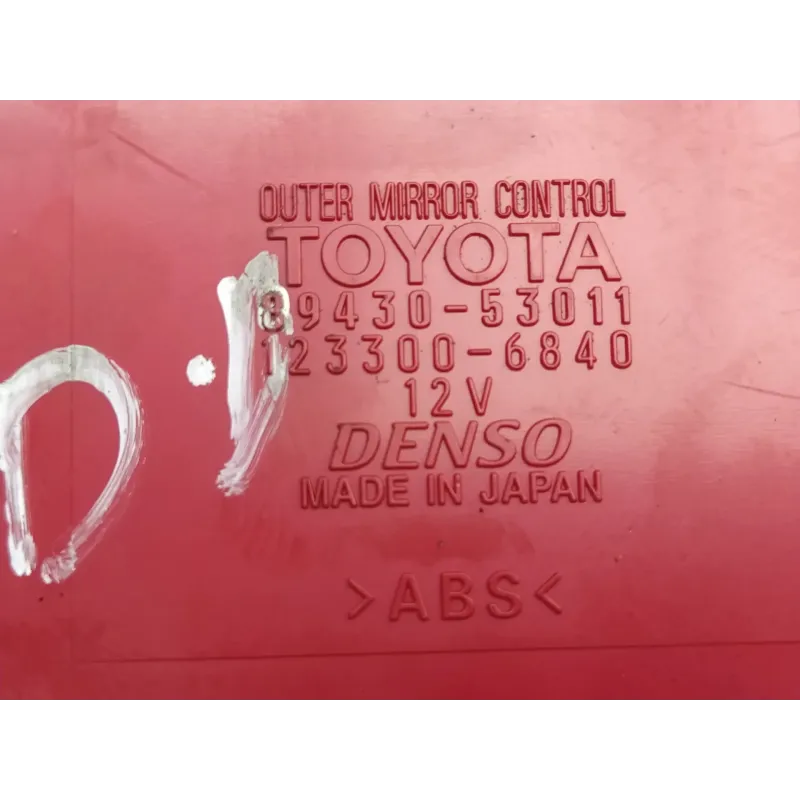 OUTER MIRROR CONTROL
TOYOTA
89430-53011
123300-6840
12V
DENSO
MADE IN JAPAN
>ABS<